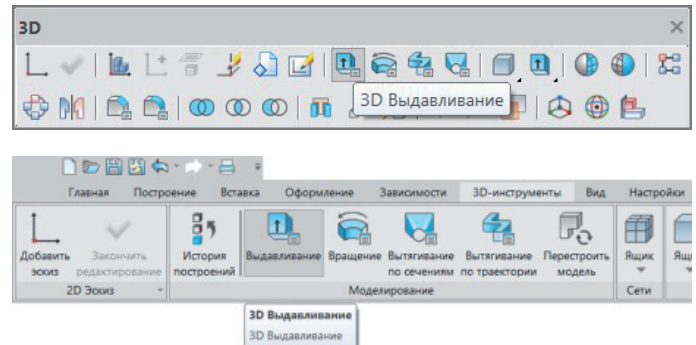 3D
3D Выдавливание
Главная Построение Вставка Оформление Зависимости 3D-инструменты Вид Настройки
Добавить эскиз
Закончить редактирование
История построений
Выдавливание
Вращение
Вытягивание по сечениям
Вытягивание по траектории
Перестроить модель
Ящик
Ящи
2D Эскиз
Моделирование
Сети
3D Выдавливание
3D Выдавливание